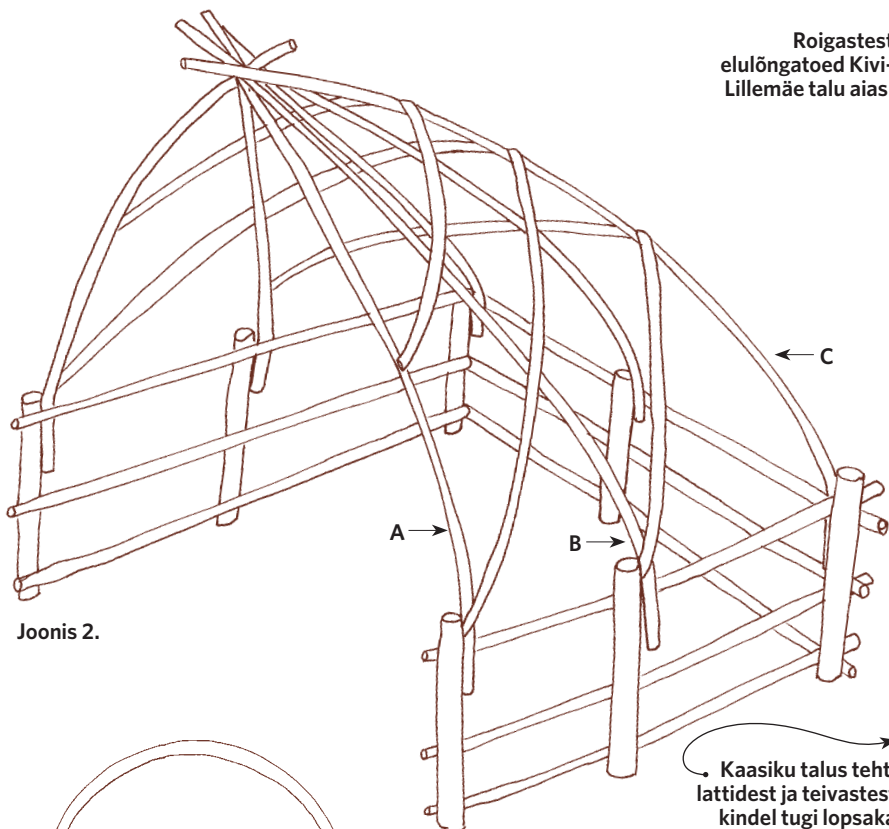 Roigastest
elulõngatoed Kivi-
Lillemäe talu aias.
C
A
B
Joonis 2.
Kaasiku talus teht
lattidest ja teivastest
kindel tugi lopsaka